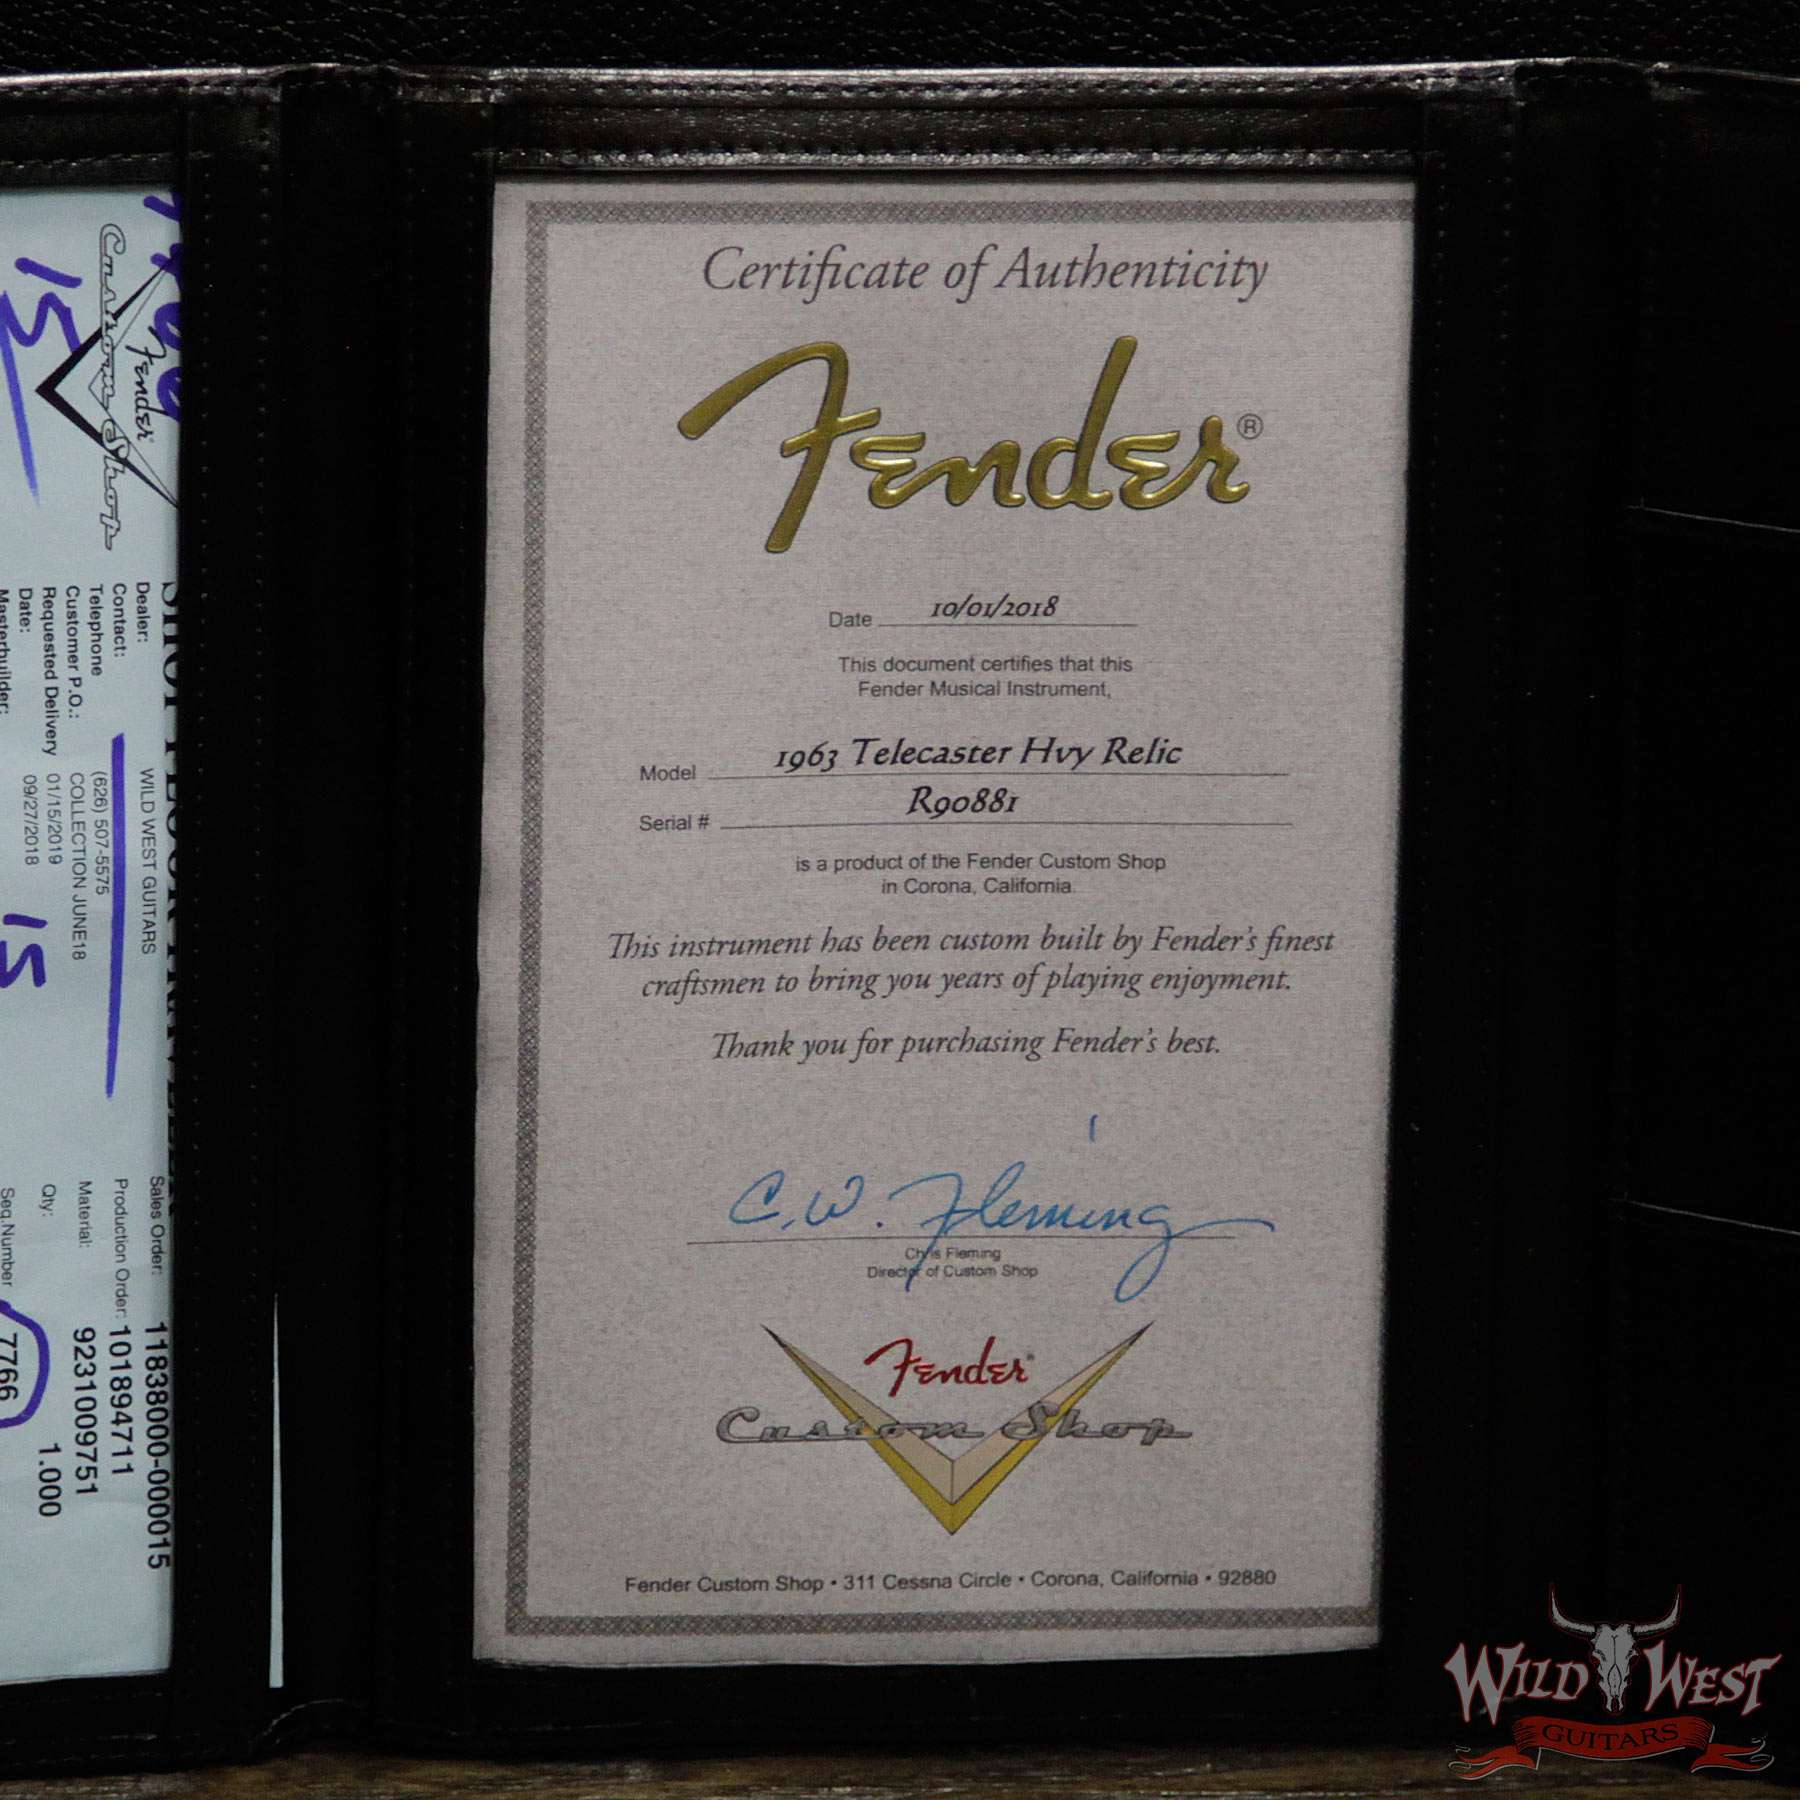 Certificate of Authenticity
Fender®
Date 10/01/2018
This document certifies that this
Fender Musical Instrument,
Model 1963 Telecaster Hvy Relic
Serial # R90881
is a product of the Fender Custom Shop
in Corona, California.
This instrument has been custom built by Fender's finest
craftsmen to bring you years of playing enjoyment.
Thank you for purchasing Fender's best.
C.W. Fleming
Chris Fleming
Director of Custom Shop
Fender
Custom Shop
Fender Custom Shop • 311 Cessna Circle • Corona, California • 92880
Fender
Custom Shop
15
15
Dealer: WILD WEST GUITARS
Contact:
Telephone (626) 507-5575
Customer P.O.: COLLECTION JUNE18
Requested Delivery 01/15/2019
Date: 09/27/2018
Masterbuilder:
Sales Order: 11838000-000015
Production Order: 101894711
Material: 9231009751
Qty: 1.000
Seq.Number 7766
WILD WEST
GUITARS